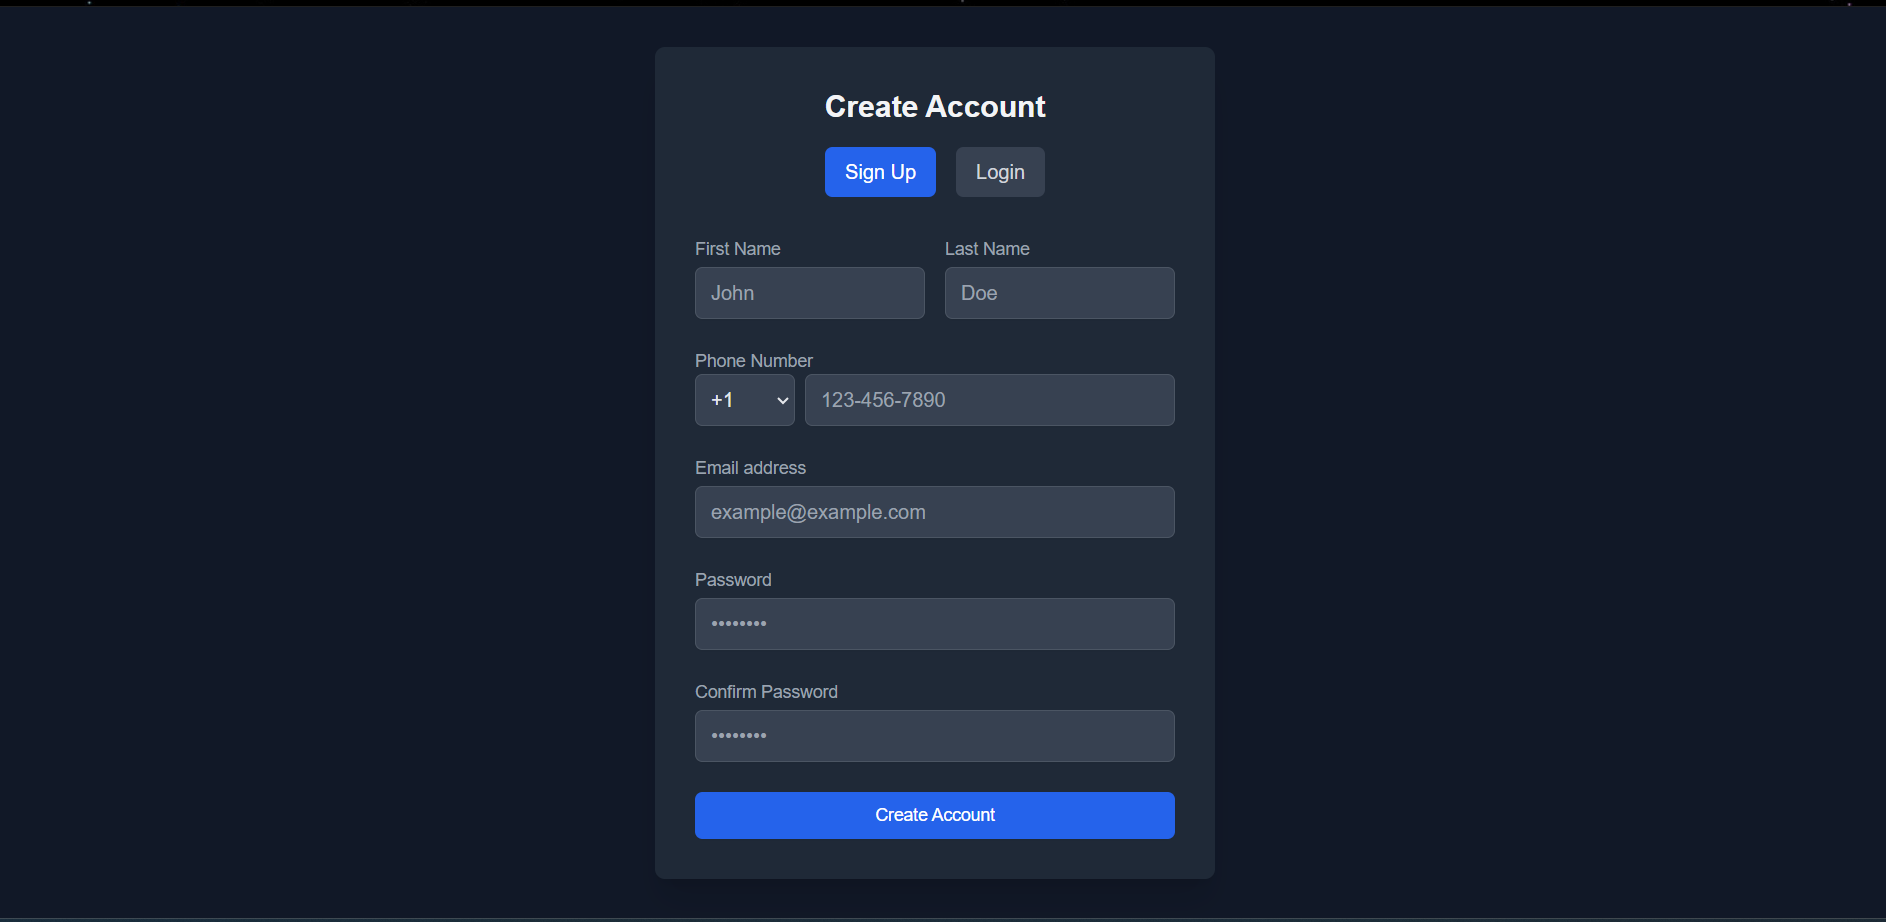 Create Account
Sign Up Login
First Name Last Name
John Doe
Phone Number
+1 123-456-7890
Email address
example@example.com
Password
••••••••
Confirm Password
••••••••
Create Account